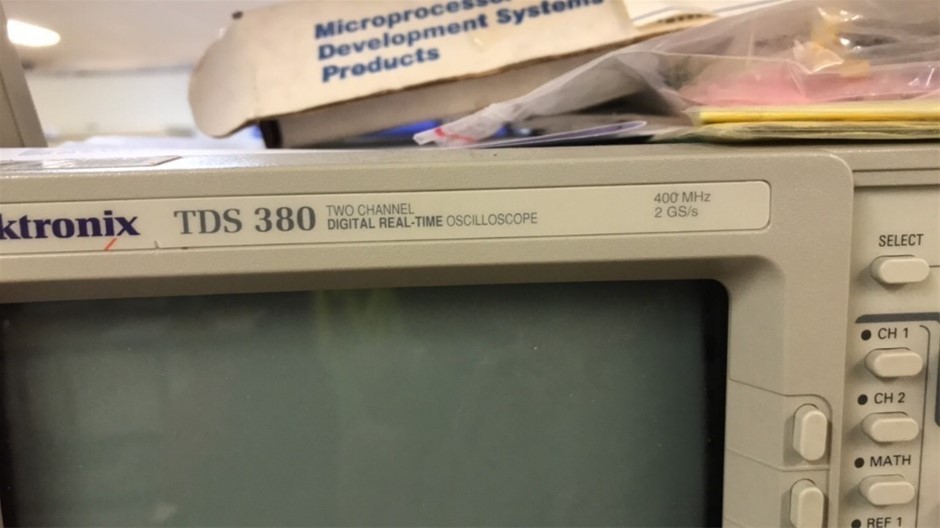 Development Systems
Products
TDS 380
TWO CHANNEL
DIGITAL REAL-TIME OSCILLOSCOPE
400 MHz
2 GS/s
SELECT
CH 1
CH 2
MATH
REF 1